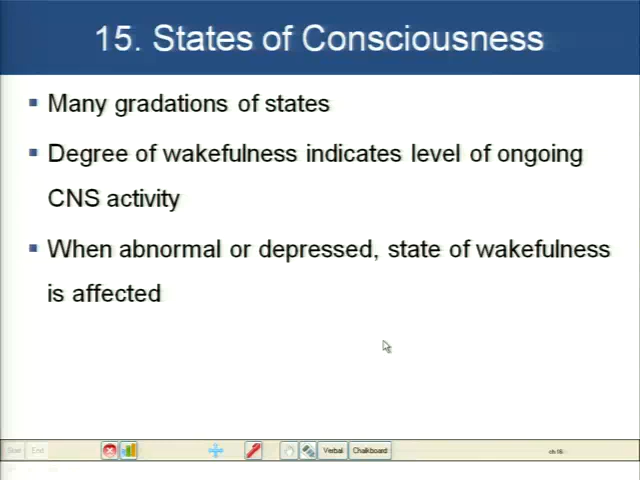 15. States of Consciousness
Many gradations of states
Degree of wakefulness indicates level of ongoing
CNS activity
When abnormal or depressed, state of wakefulness
is affected
Start End Verbal Chalkboard ch16